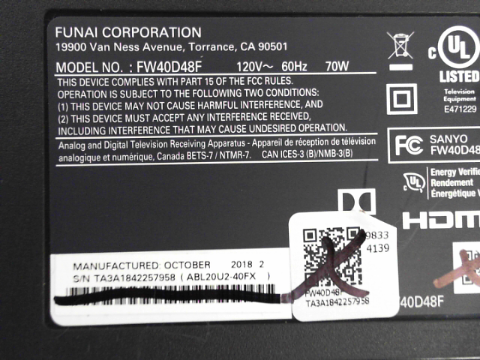 FUNAI CORPORATION
19900 Van Ness Avenue, Torrance, CA 90501
MODEL NO. : FW40D48F 120V～ 60Hz 70W
THIS DEVICE COMPLIES WITH PART 15 OF THE FCC RULES.
OPERATION IS SUBJECT TO THE FOLLOWING TWO CONDITIONS:
(1) THIS DEVICE MAY NOT CAUSE HARMFUL INTERFERENCE, AND
(2) THIS DEVICE MUST ACCEPT ANY INTERFERENCE RECEIVED,
INCLUDING INTERFERENCE THAT MAY CAUSE UNDESIRED OPERATION.
Analog and Digital Television Receiving Apparatus - Appareils de réception de télévision
analogique et numérique, Canada BETS-7 / NTMR-7. CAN ICES-3 (B)/NMB-3(B)
c UL
LISTED
Television
Equipment
E471229
FC SANYO
FW40D48
UL Energy Verifie
Rendement
Énergétique V
HDMI
MANUFACTURED: OCTOBER 2018 2
S/N TA3A1842257958 ( ABL20U2-40FX )
9833
4139
FW40D48F
TA3A1842257958
40D48F